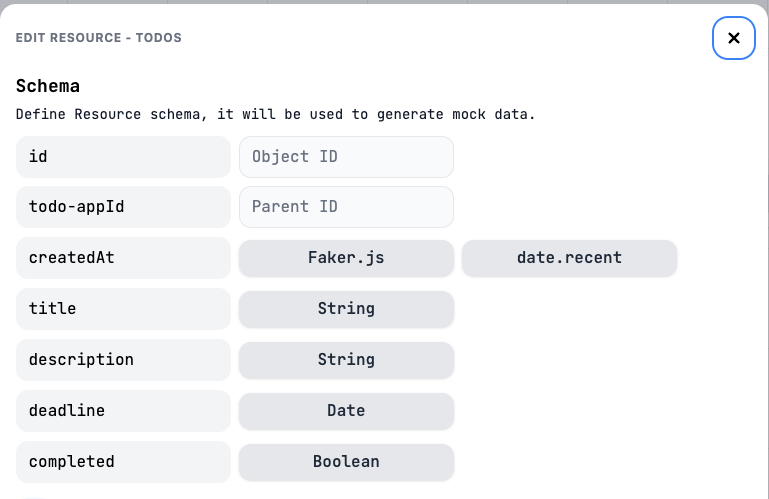 EDIT RESOURCE - TODOS
Schema
Define Resource schema, it will be used to generate mock data.
id Object ID
todo-appId Parent ID
createdAt Faker.js date.recent
title String
description String
deadline Date
completed Boolean